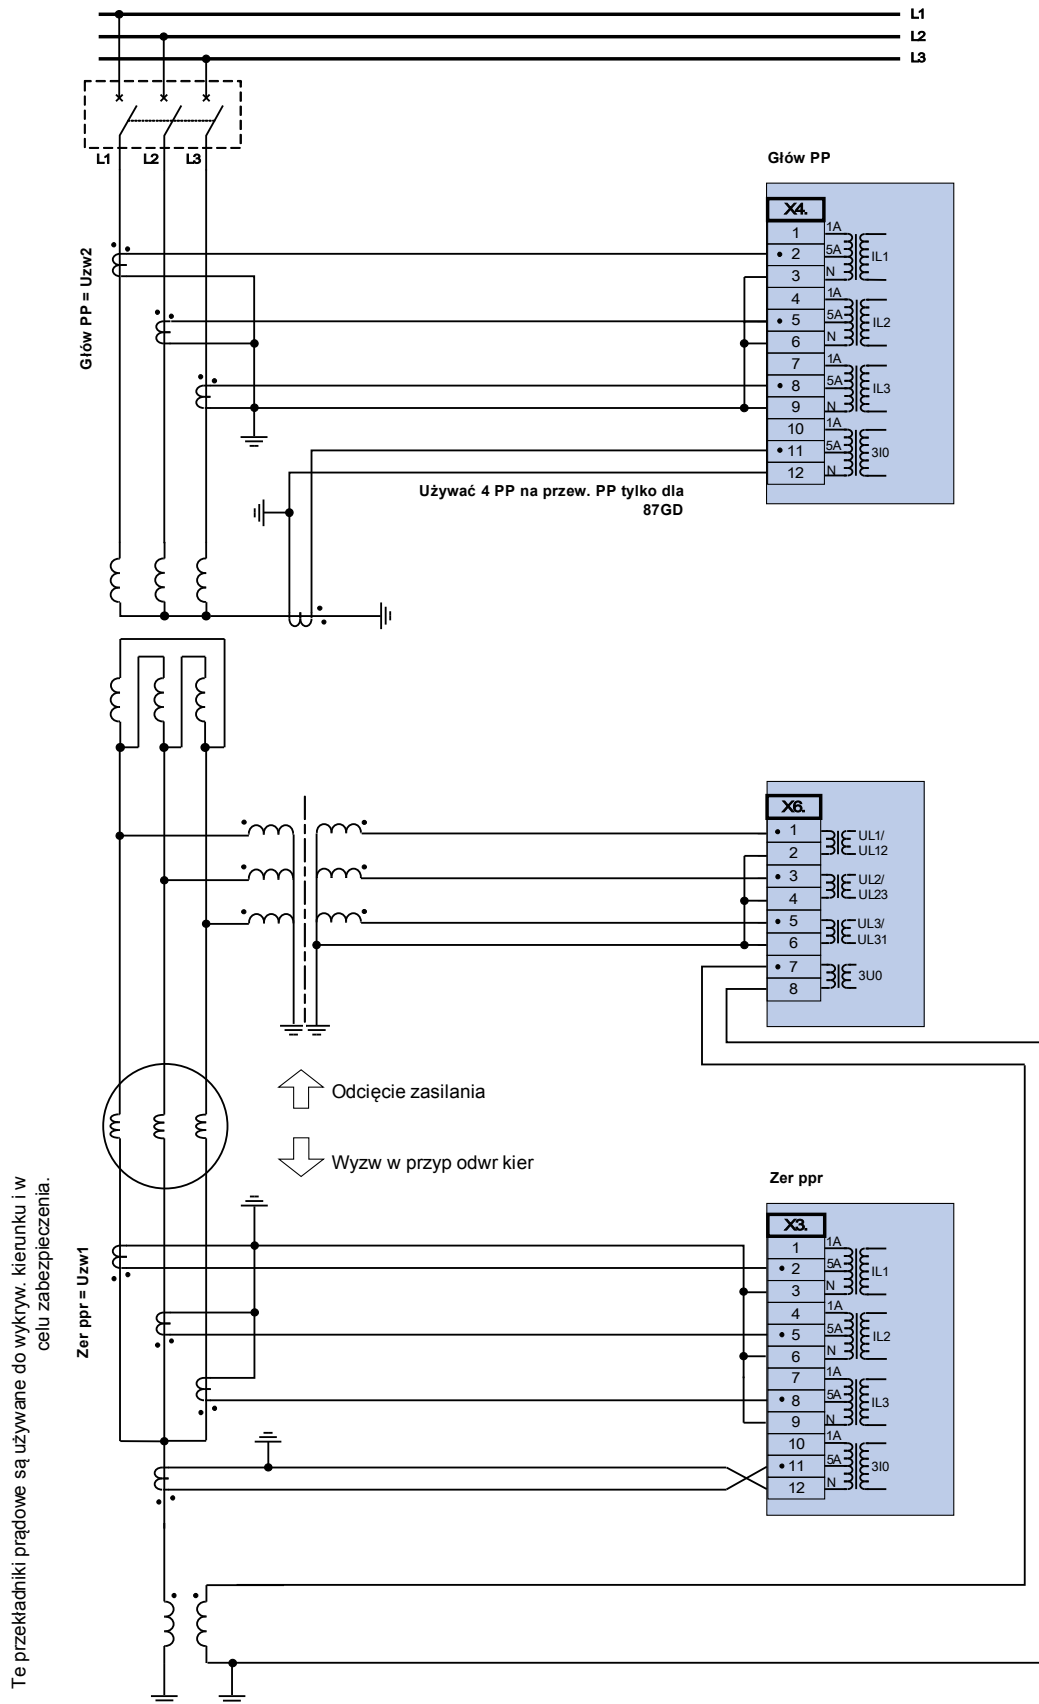 L1
L2
L3
L1
L2
L3
Głów PP
Głów PP = Uzw2
X4.
1
2
3
4
5
6
7
8
9
10
11
12
1A
5A
N
IL1
1A
5A
N
IL2
1A
5A
N
IL3
1A
5A
N
3I0
Używać 4 PP na przew. PP tylko dla
87GD
X6.
1
2
3
4
5
6
7
8
UL1/
UL12
UL2/
UL23
UL3/
UL31
3U0
Odcięcie zasilania
Wyzw w przyp odwr kier
Zer ppr
Te przekładniki prądowe są używane do wykryw. kierunku i w
celu zabezpieczenia.
Zer ppr = Uzw1
X3.
1
2
3
4
5
6
7
8
9
10
11
12
1A
5A
N
IL1
1A
5A
N
IL2
1A
5A
N
IL3
1A
5A
N
3I0